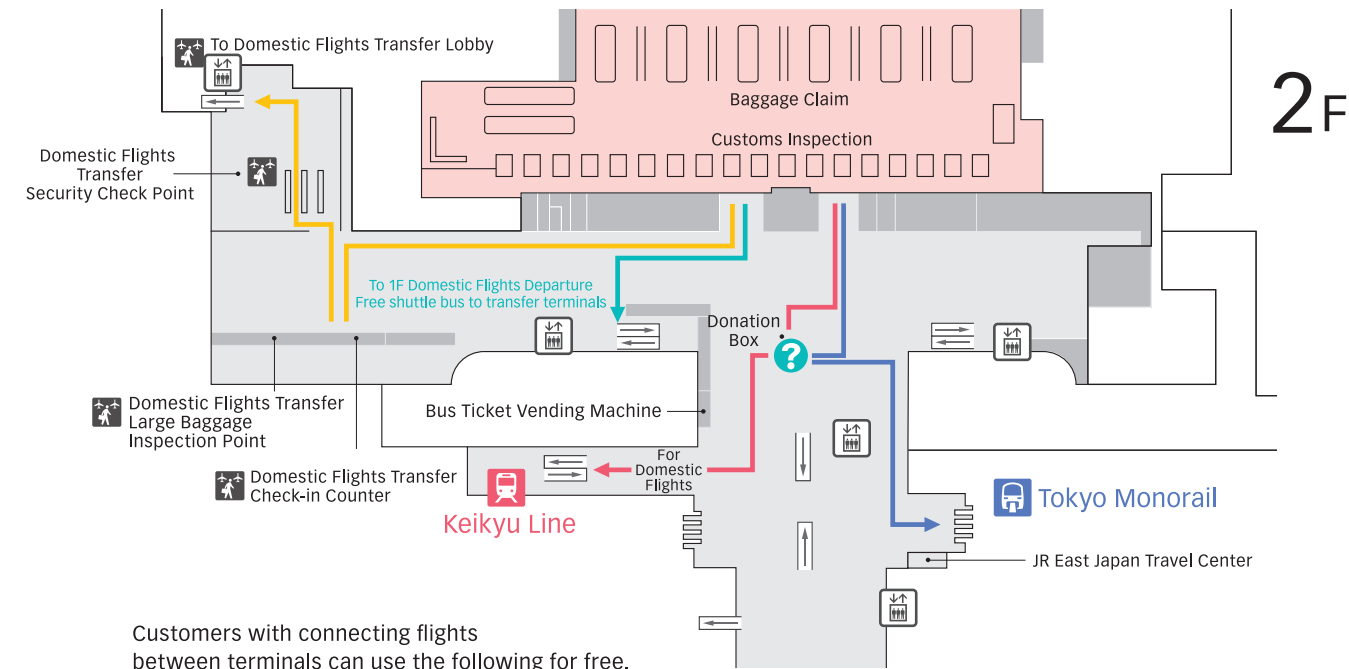 To Domestic Flights Transfer Lobby
2F
Baggage Claim
Customs Inspection
Domestic Flights
Transfer
Security Check Point
To 1F Domestic Flights Departure
Free shuttle bus to transfer terminals
Donation
Box
?
Domestic Flights Transfer
Large Baggage
Inspection Point
Bus Ticket Vending Machine
For
Domestic
Flights
Domestic Flights Transfer
Check-in Counter
Keikyu Line
Tokyo Monorail
JR East Japan Travel Center
Customers with connecting flights
between terminals can use the following for free.